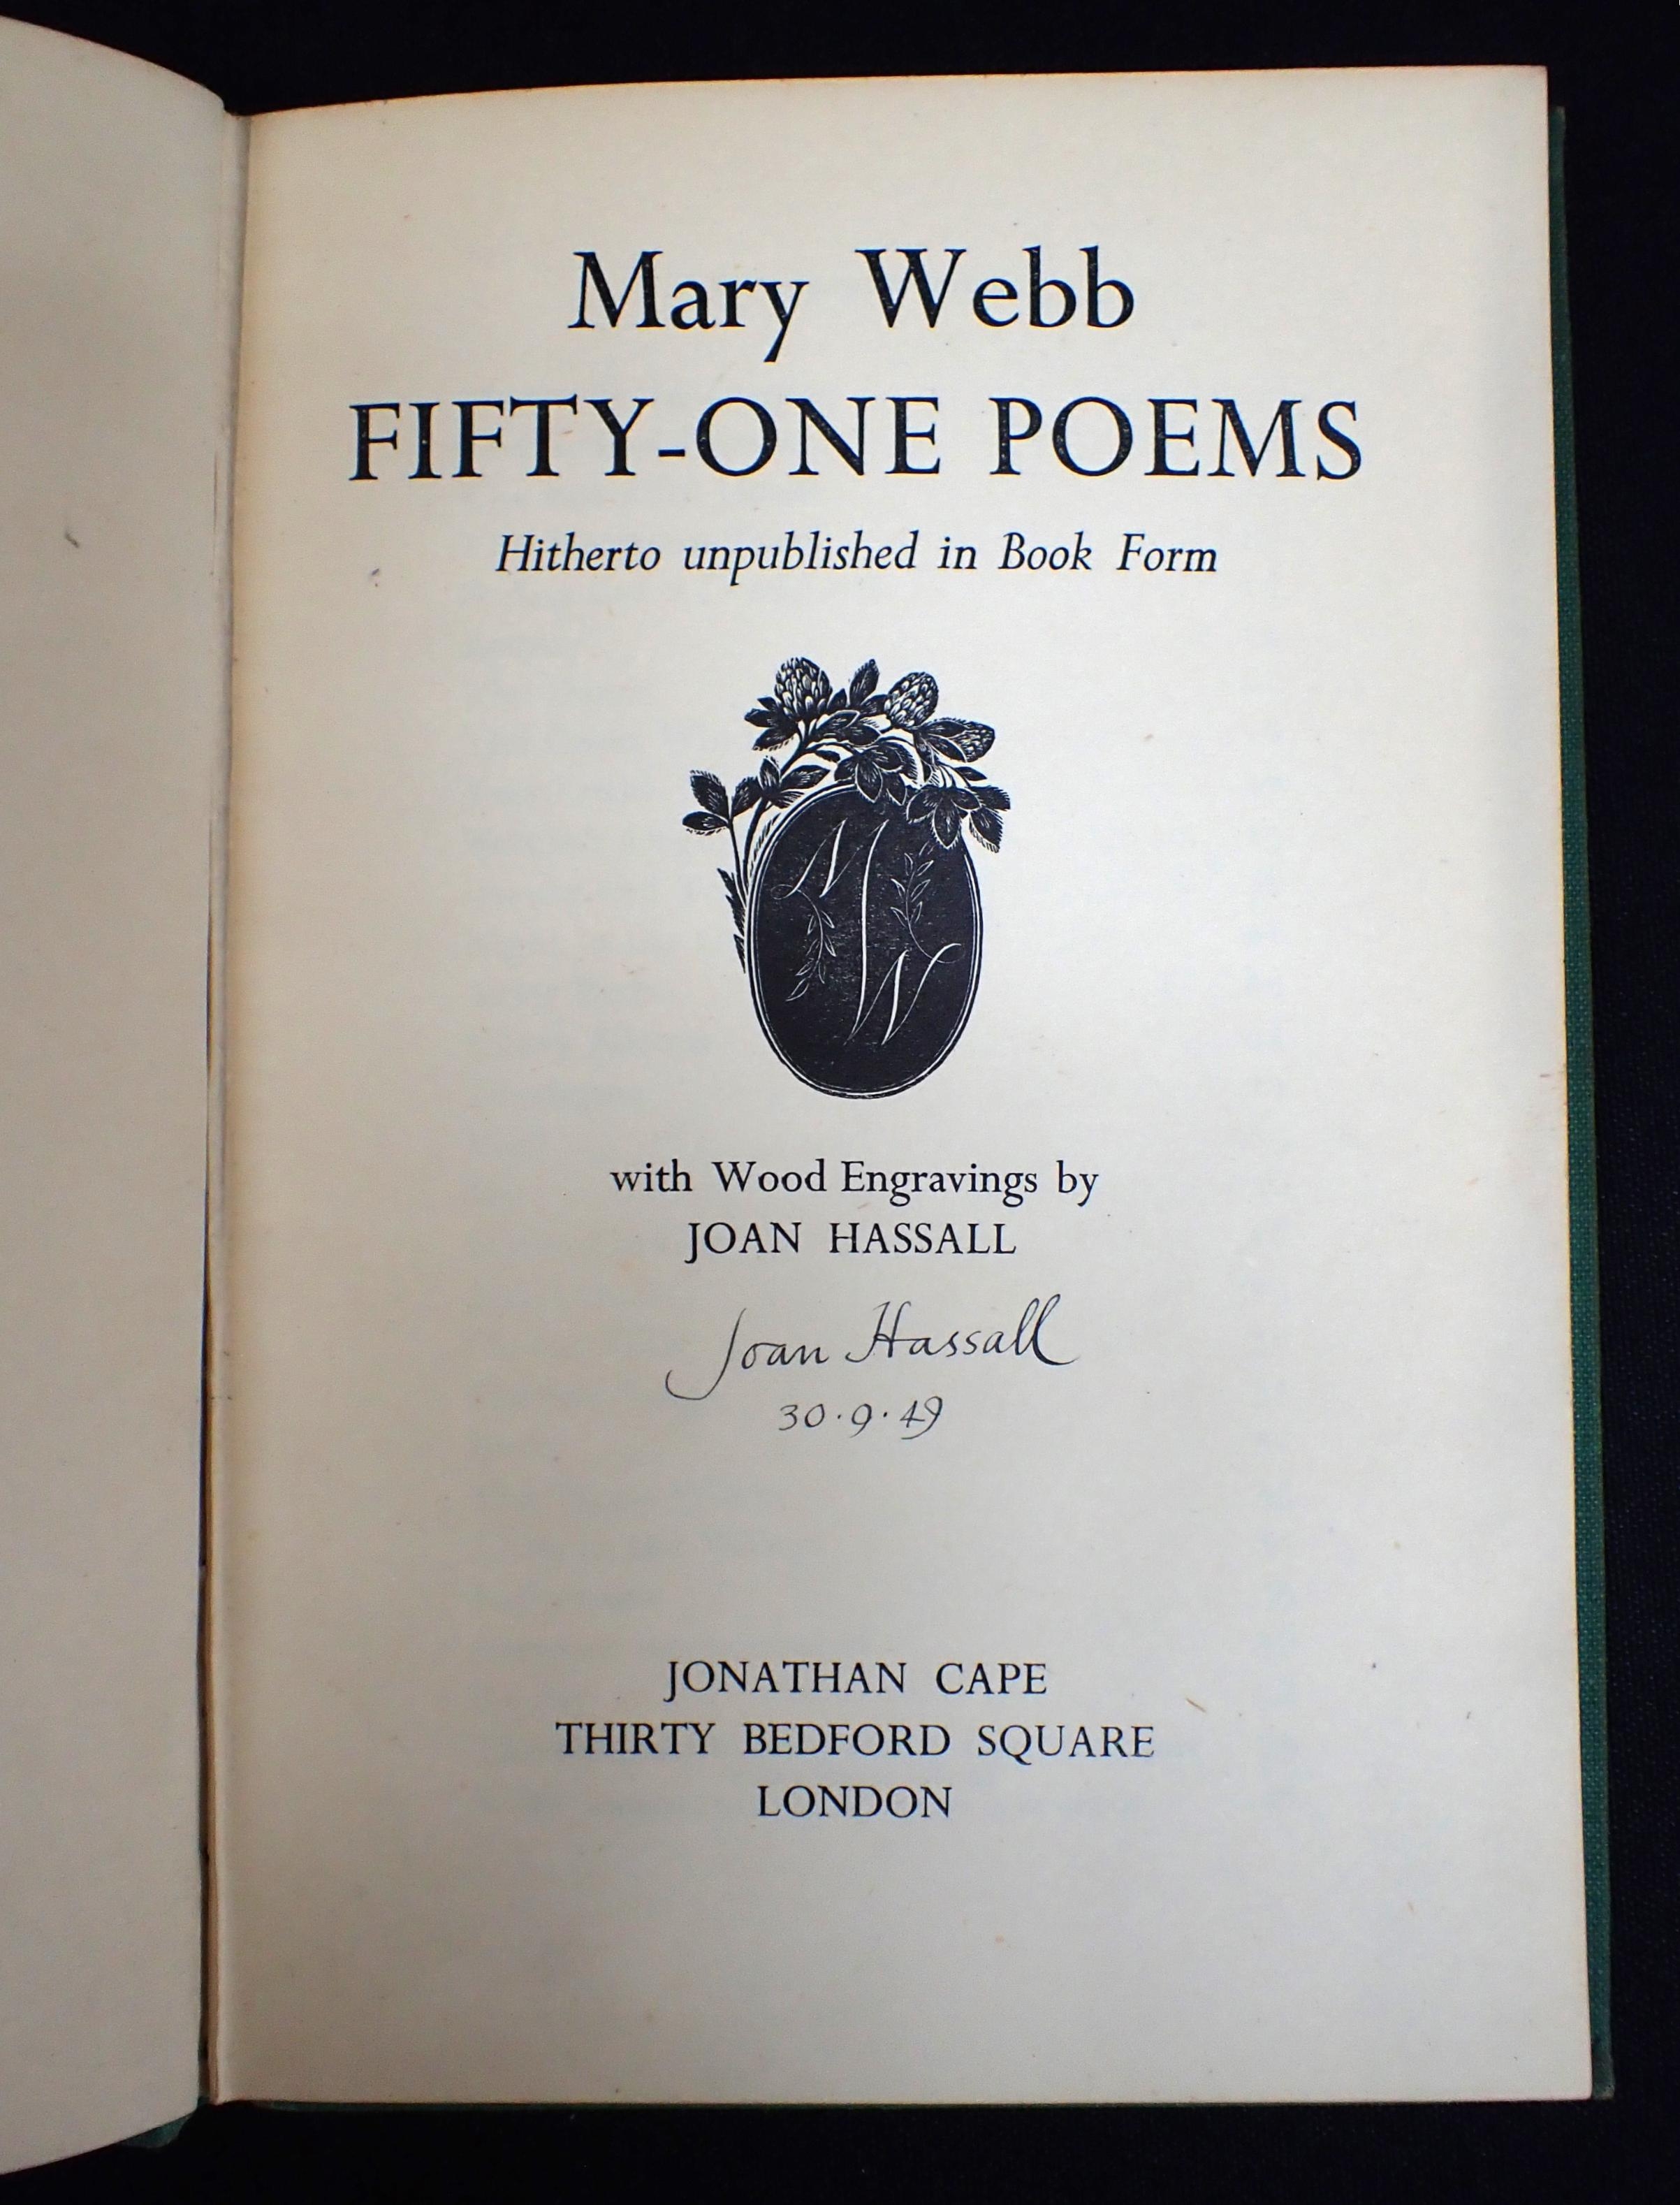 Mary Webb
FIFTY-ONE POEMS
Hitherto unpublished in Book Form
MW
with Wood Engravings by
JOAN HASSALL
Joan Hassall
30·9·49
JONATHAN CAPE
THIRTY BEDFORD SQUARE
LONDON